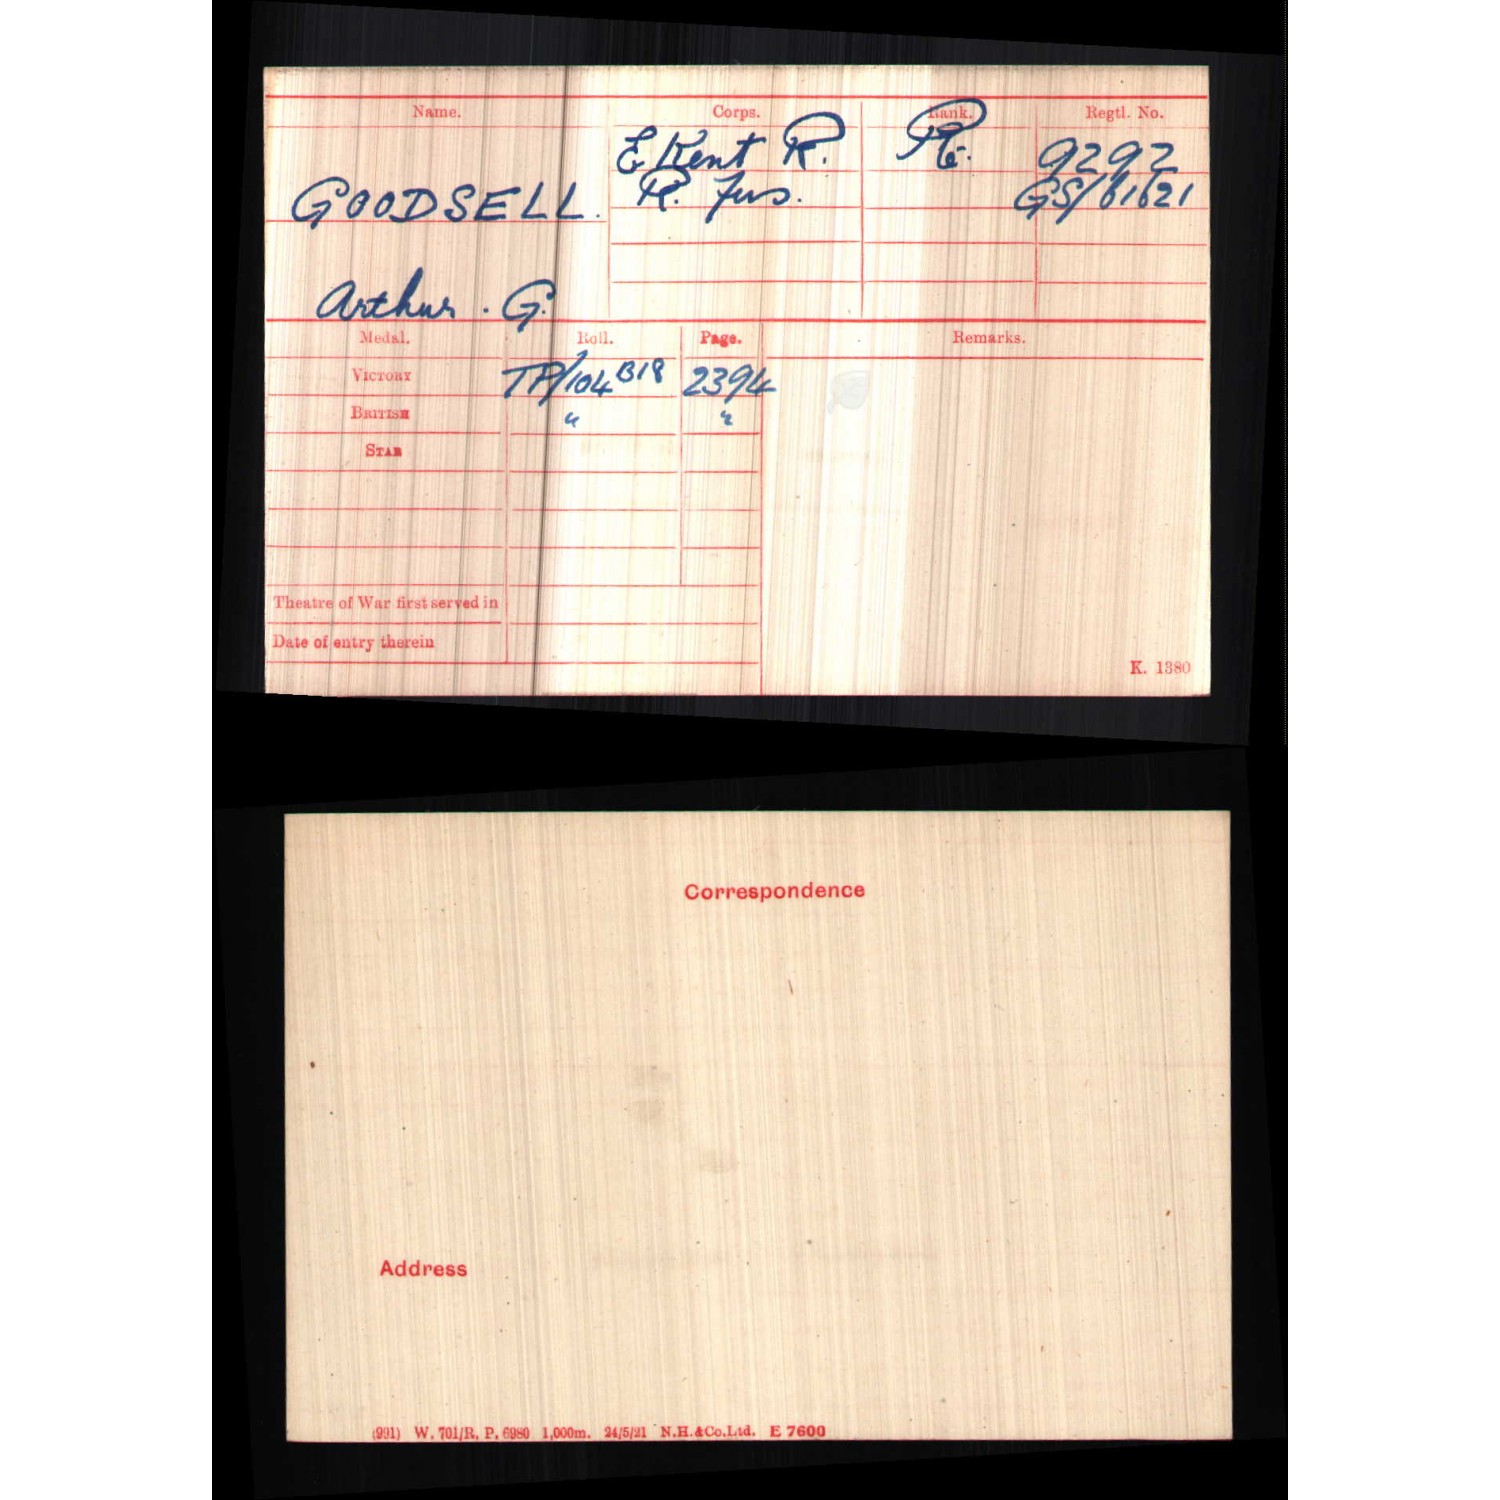 Name. Corps. Rank. Regtl. No.
E Kent R. Pte. 9292
GOODSELL. R. Fus. GS/61621
Arthur . G.
Medal. Roll. Page. Remarks.
VICTORY TP/104 B18 2394
BRITISH " "
STAR
Theatre of War first served in
Date of entry therein
K. 1380
Correspondence
Address
(991) W. 701/R, P. 6980 1,000m. 24/5/21 N.H.&Co.Ltd. E 7600